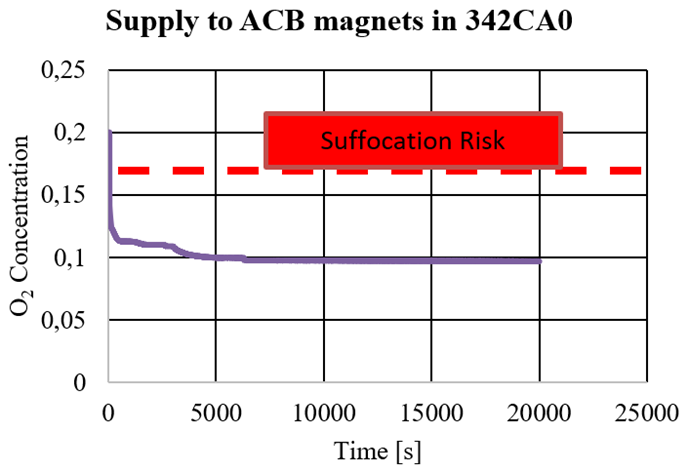 Supply to ACB magnets in 342CA0
0,25
0,2
0,15
0,1
0,05
0
Suffocation Risk
O2 Concentration
0 5000 10000 15000 20000 25000
Time [s]